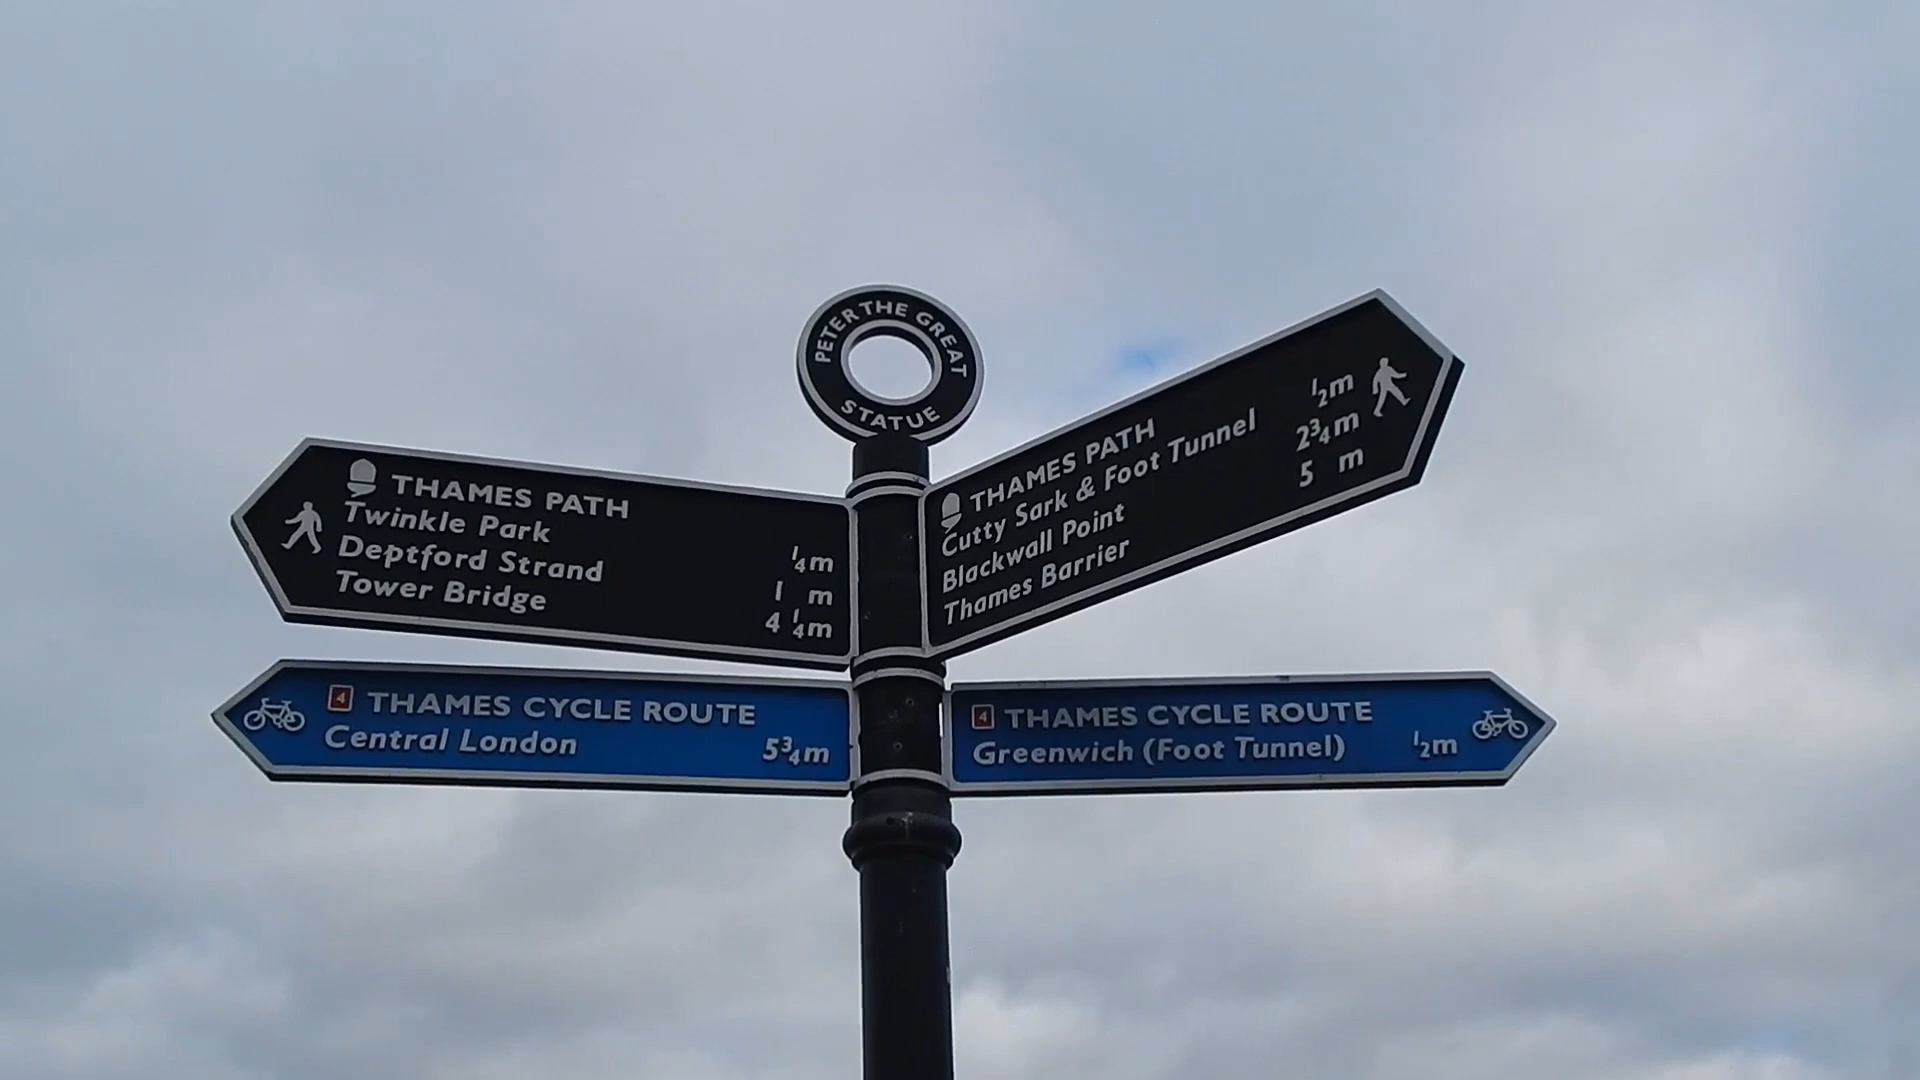 PETER THE GREAT
STATUE
THAMES PATH
Twinkle Park ¼m
Deptford Strand 1 m
Tower Bridge 4 ¼m
THAMES PATH
Cutty Sark & Foot Tunnel ½m
Blackwall Point 2¾m
Thames Barrier 5 m
4 THAMES CYCLE ROUTE
Central London 5¾m
4 THAMES CYCLE ROUTE
Greenwich (Foot Tunnel) ½m